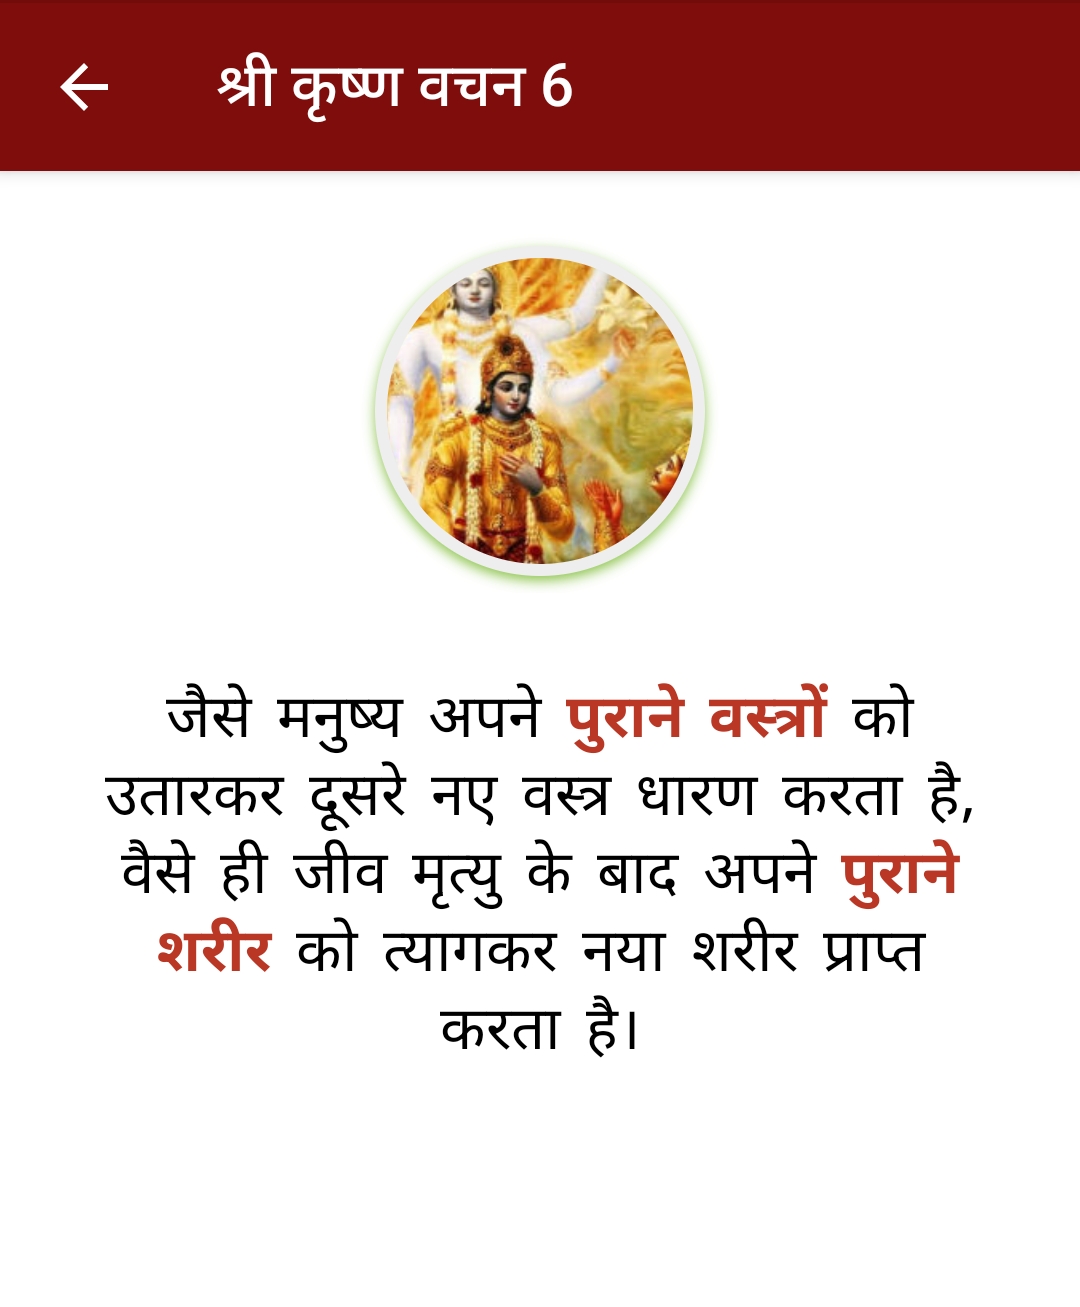 श्री कृष्ण वचन 6
जैसे मनुष्य अपने पुराने वस्त्रों को
उतारकर दूसरे नए वस्त्र धारण करता है,
वैसे ही जीव मृत्यु के बाद अपने पुराने
शरीर को त्यागकर नया शरीर प्राप्त
करता है।